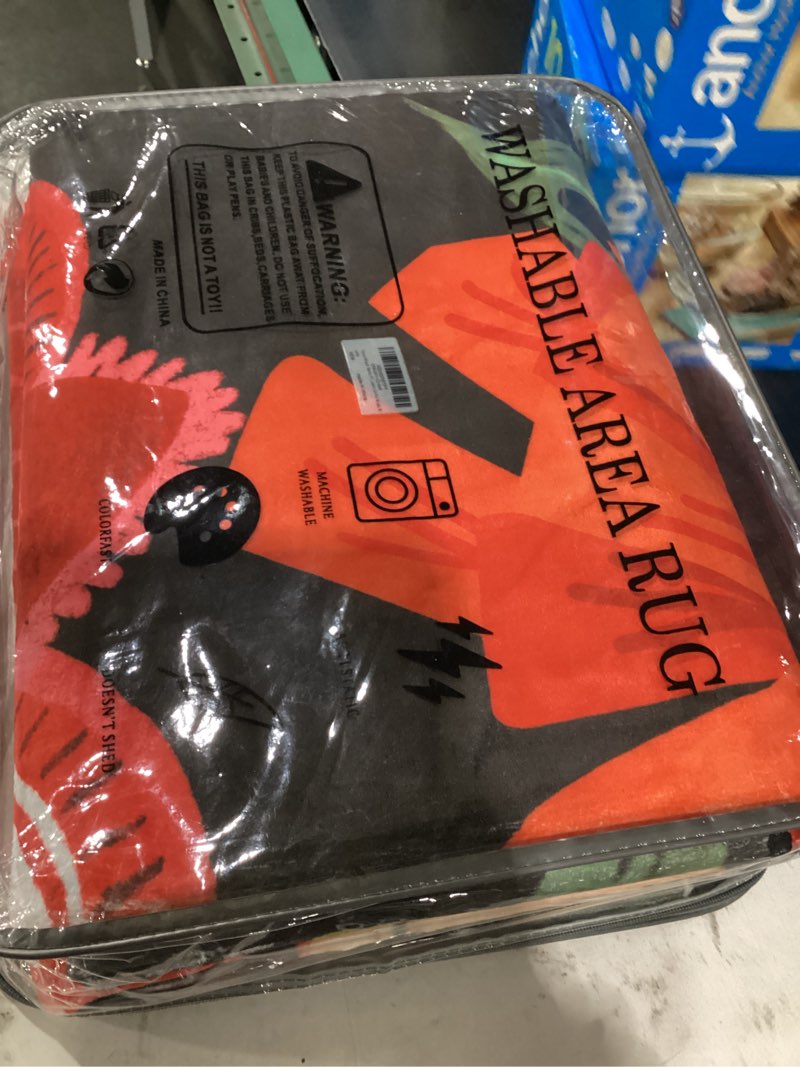 WASHABLE AREA RUG
WARNING:
TO AVOID DANGER OF SUFFOCATION,
KEEP THIS PLASTIC BAG AWAY FROM
BABIES AND CHILDREN. DO NOT USE
THIS BAG IN CRIBS,BEDS,CARRIAGES
OR PLAY PENS.
THIS BAG IS NOT A TOY!!
MADE IN CHINA
MACHINE
WASHABLE
COLORFAST
DOESN'T SHED